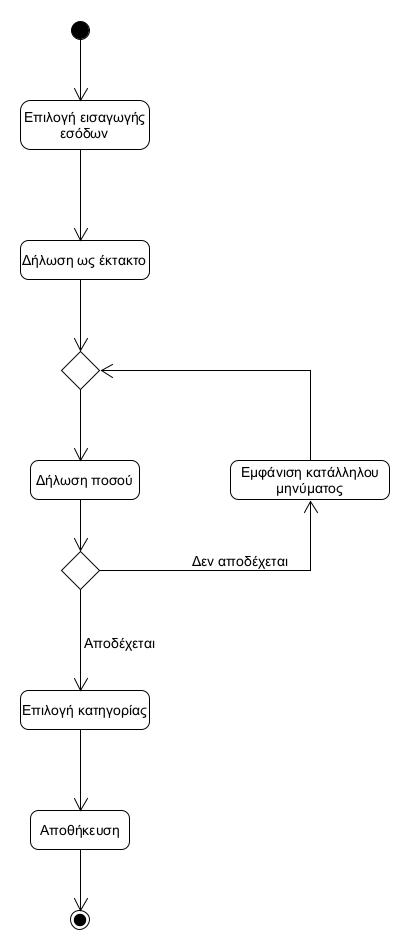 Επιλογή εισαγωγής
εσόδων
Δήλωση ως έκτακτο
Δήλωση ποσού
Εμφάνιση κατάλληλου
μηνύματος
Δεν αποδέχεται
Αποδέχεται
Επιλογή κατηγορίας
Αποθήκευση